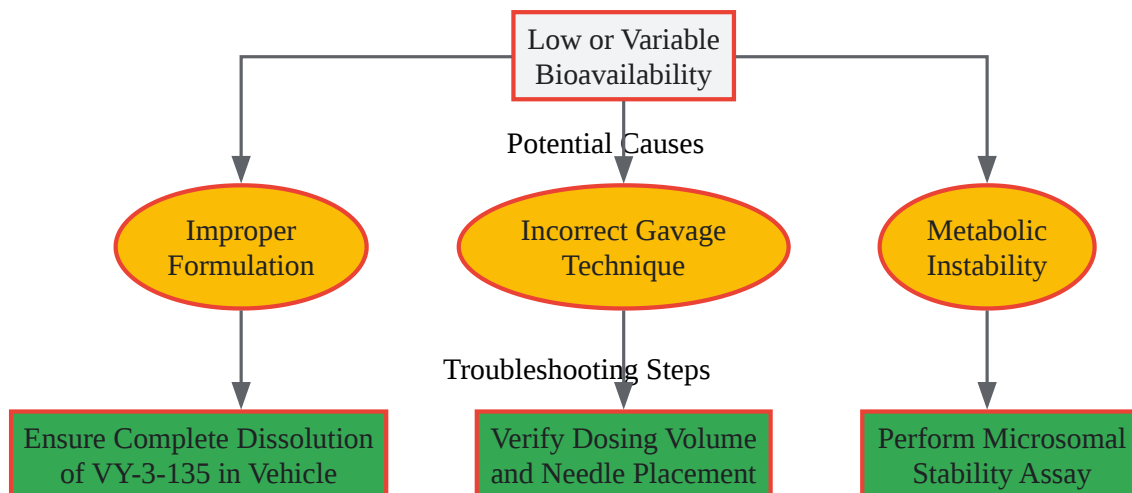 Low or Variable
Bioavailability
Potential Causes
Improper
Formulation
Incorrect Gavage
Technique
Metabolic
Instability
Troubleshooting Steps
Ensure Complete Dissolution
of VY-3-135 in Vehicle
Verify Dosing Volume
and Needle Placement
Perform Microsomal
Stability Assay